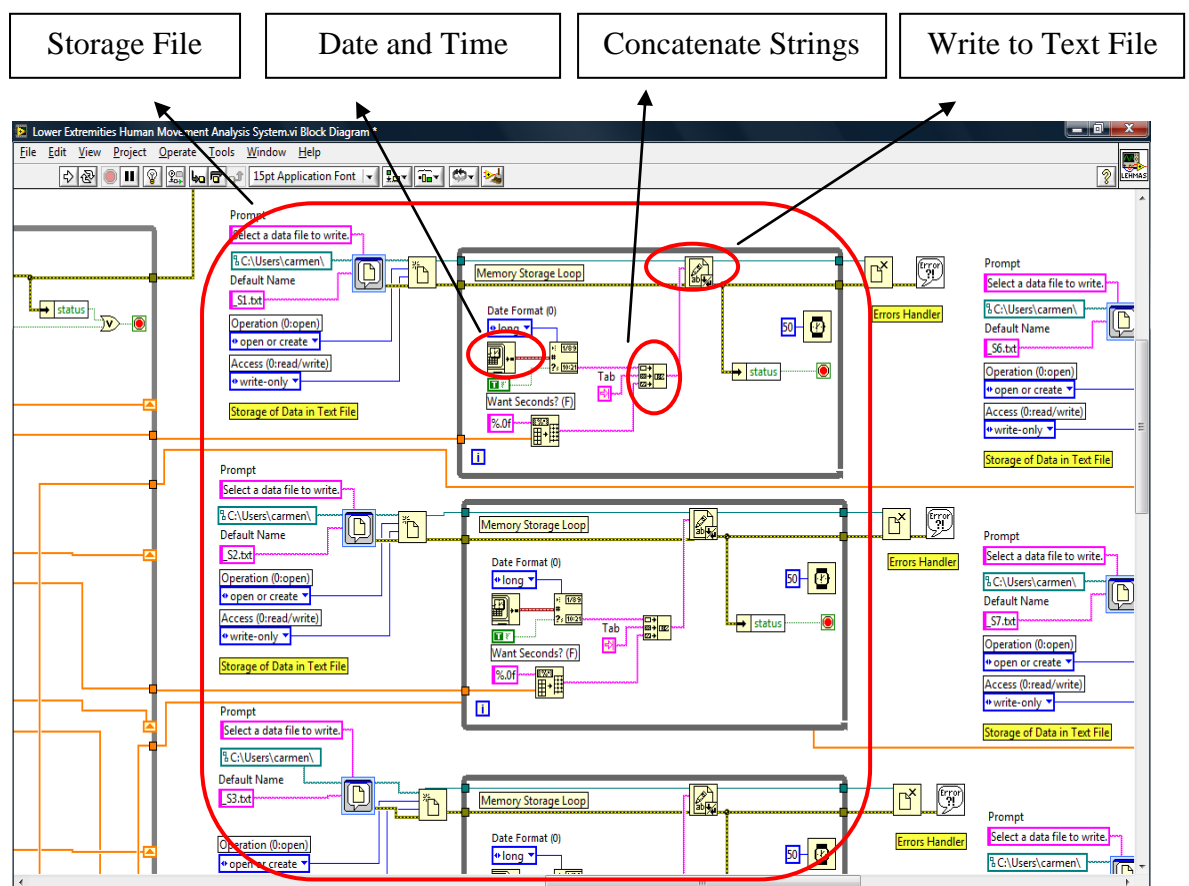 Storage File
Date and Time
Concatenate Strings
Write to Text File
Lower Extremities Human Movement Analysis System.vi Block Diagram *
File Edit View Project Operate Tools Window Help
15pt Application Font
LEHMAS
Prompt
Select a data file to write.
C:\Users\carmen\
Default Name
_S1.txt
Operation (0:open)
open or create
Access (0:read/write)
write-only
Storage of Data in Text File
status
Memory Storage Loop
Date Format (0)
long
Tab
Want Seconds? (F)
%.0f
i
50
status
Error
?!
Errors Handler
Prompt
Select a data file to write.
C:\Users\carmen\
Default Name
_S6.txt
Operation (0:open)
open or create
Access (0:read/write)
write-only
Storage of Data in Text File
Prompt
Select a data file to write.
C:\Users\carmen\
Default Name
_S2.txt
Operation (0:open)
open or create
Access (0:read/write)
write-only
Storage of Data in Text File
Memory Storage Loop
Date Format (0)
long
Tab
Want Seconds? (F)
%.0f
i
50
status
Error
?!
Errors Handler
Prompt
Select a data file to write.
C:\Users\carmen\
Default Name
_S7.txt
Operation (0:open)
open or create
Access (0:read/write)
write-only
Storage of Data in Text File
Prompt
Select a data file to write.
C:\Users\carmen\
Default Name
_S3.txt
Operation (0:open)
open or create
Memory Storage Loop
Date Format (0)
long
50
Error
?!
Errors Handler
Prompt
Select a data file to write.
C:\Users\carmen\